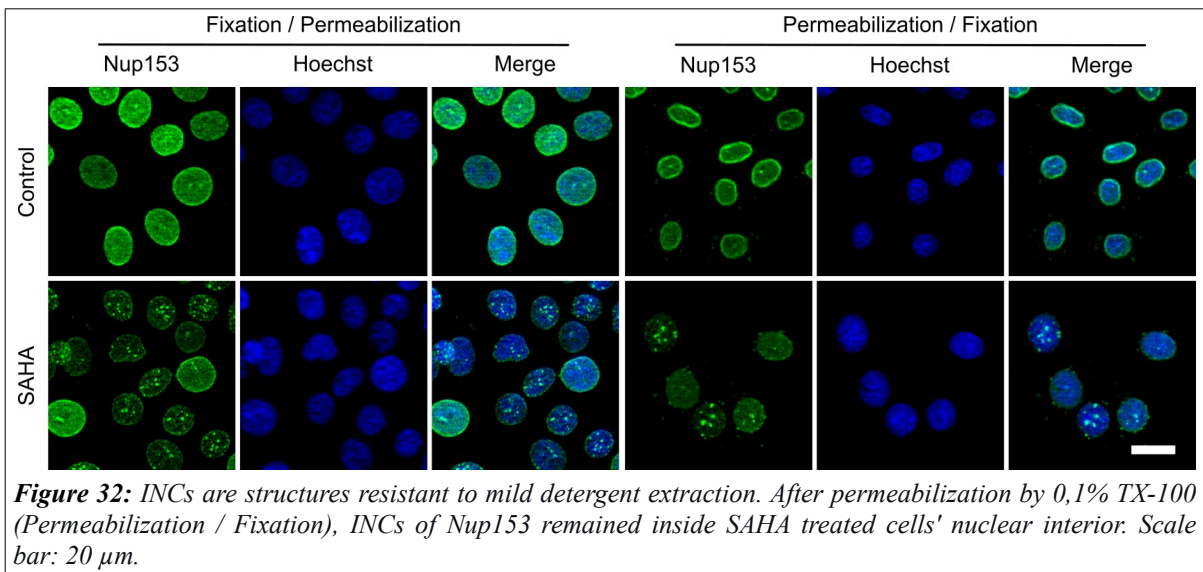 Fixation / Permeabilization
Permeabilization / Fixation
Nup153
Hoechst
Merge
Nup153
Hoechst
Merge
Control
SAHA
Figure 32: INCs are structures resistant to mild detergent extraction. After permeabilization by 0,1% TX-100
(Permeabilization / Fixation), INCs of Nup153 remained inside SAHA treated cells' nuclear interior. Scale
bar: 20 µm.